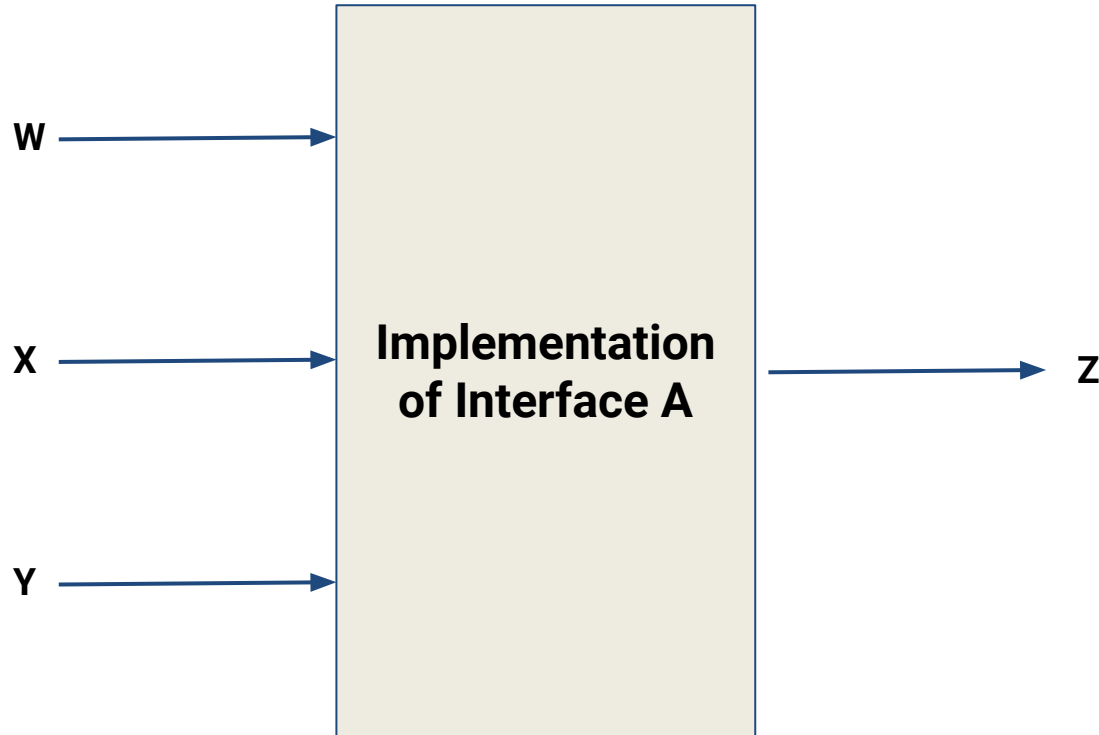 W
X
Implementation
of Interface A
Z
Y